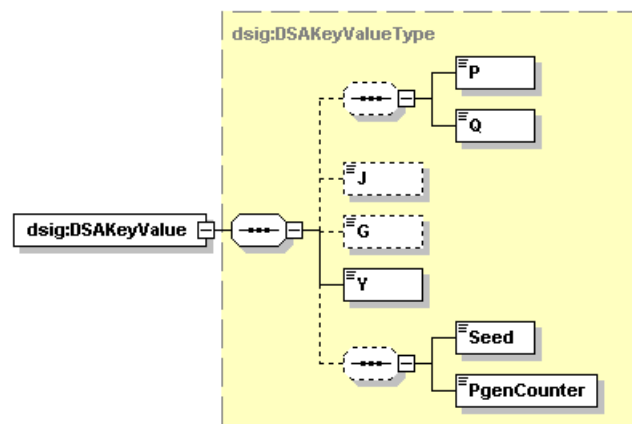 dsig:DSAKeyValueType
P
Q
J
G
dsig:DSAKeyValue
Y
Seed
PgenCounter